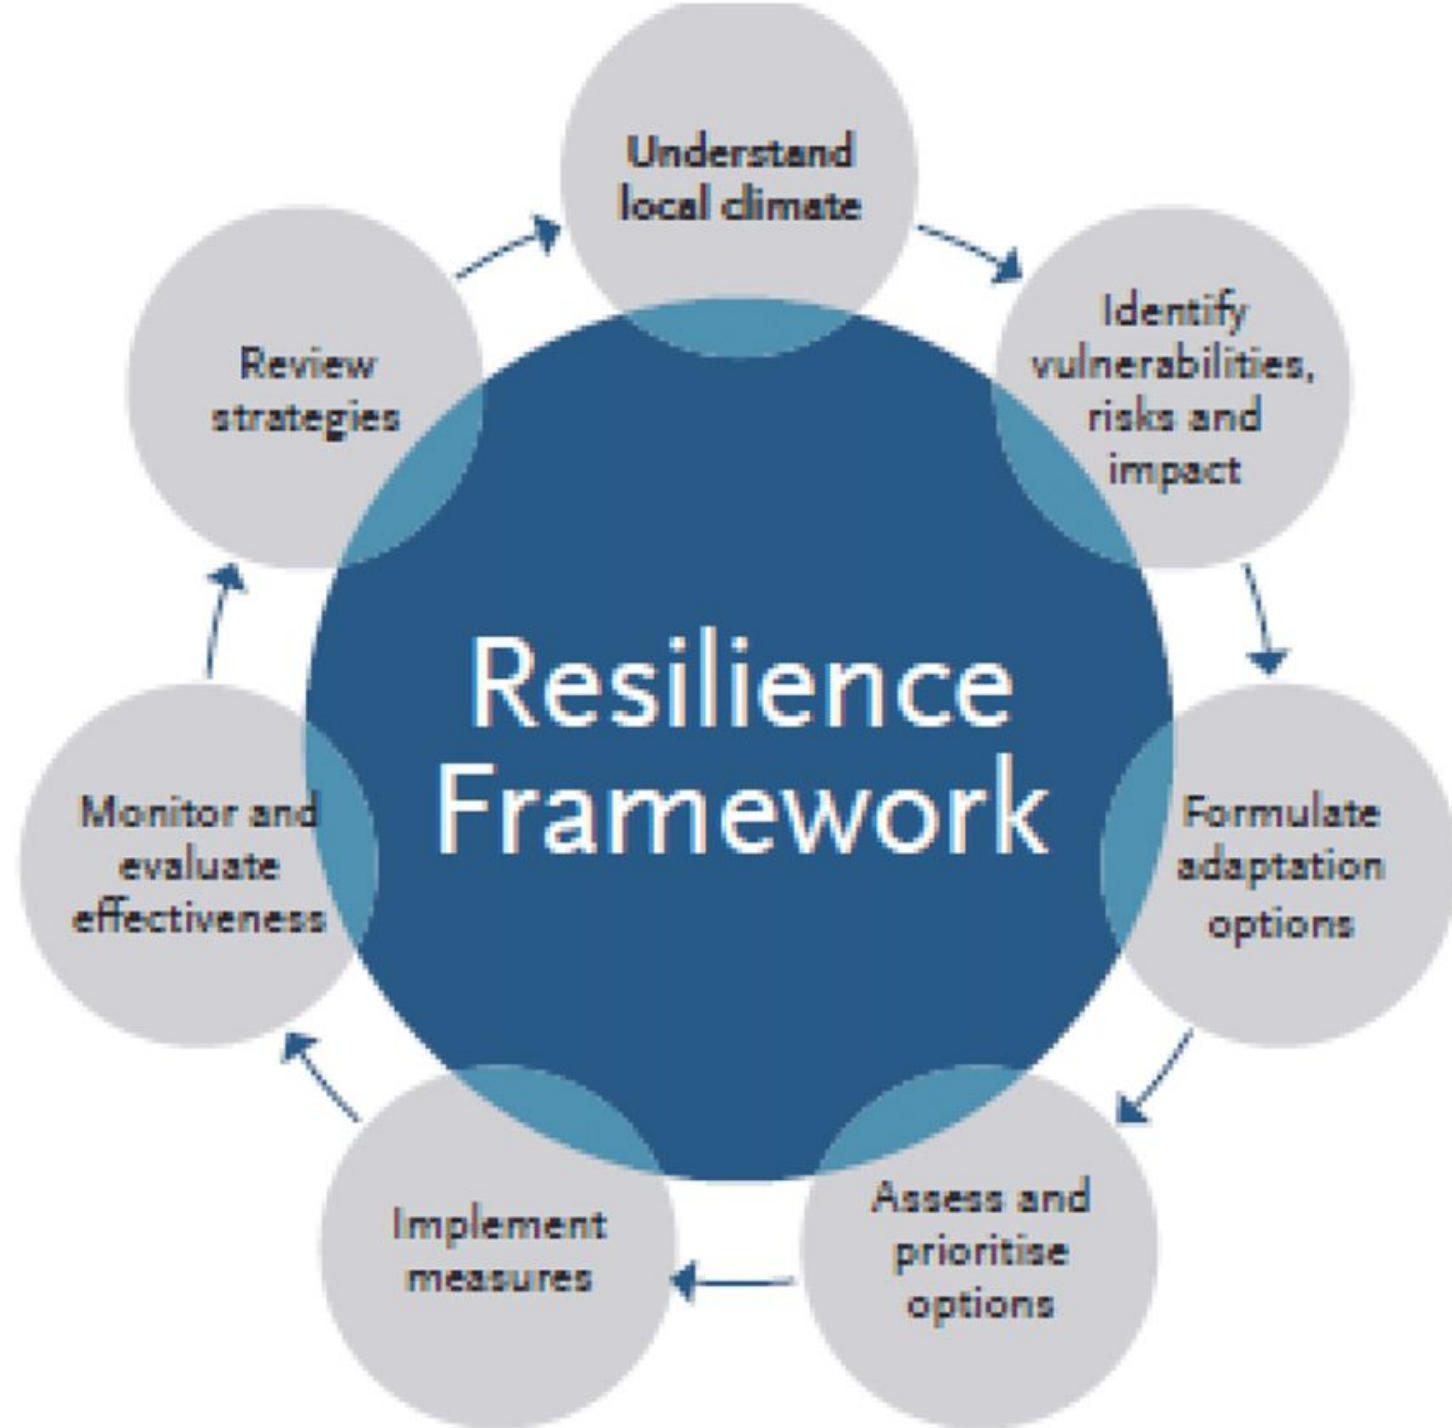 Understand
local climate
Identify
vulnerabilities,
risks and
impact
Formulate
adaptation
options
Assess and
prioritise
options
Implement
measures
Monitor and
evaluate
effectiveness
Review
strategies
Resilience
Framework